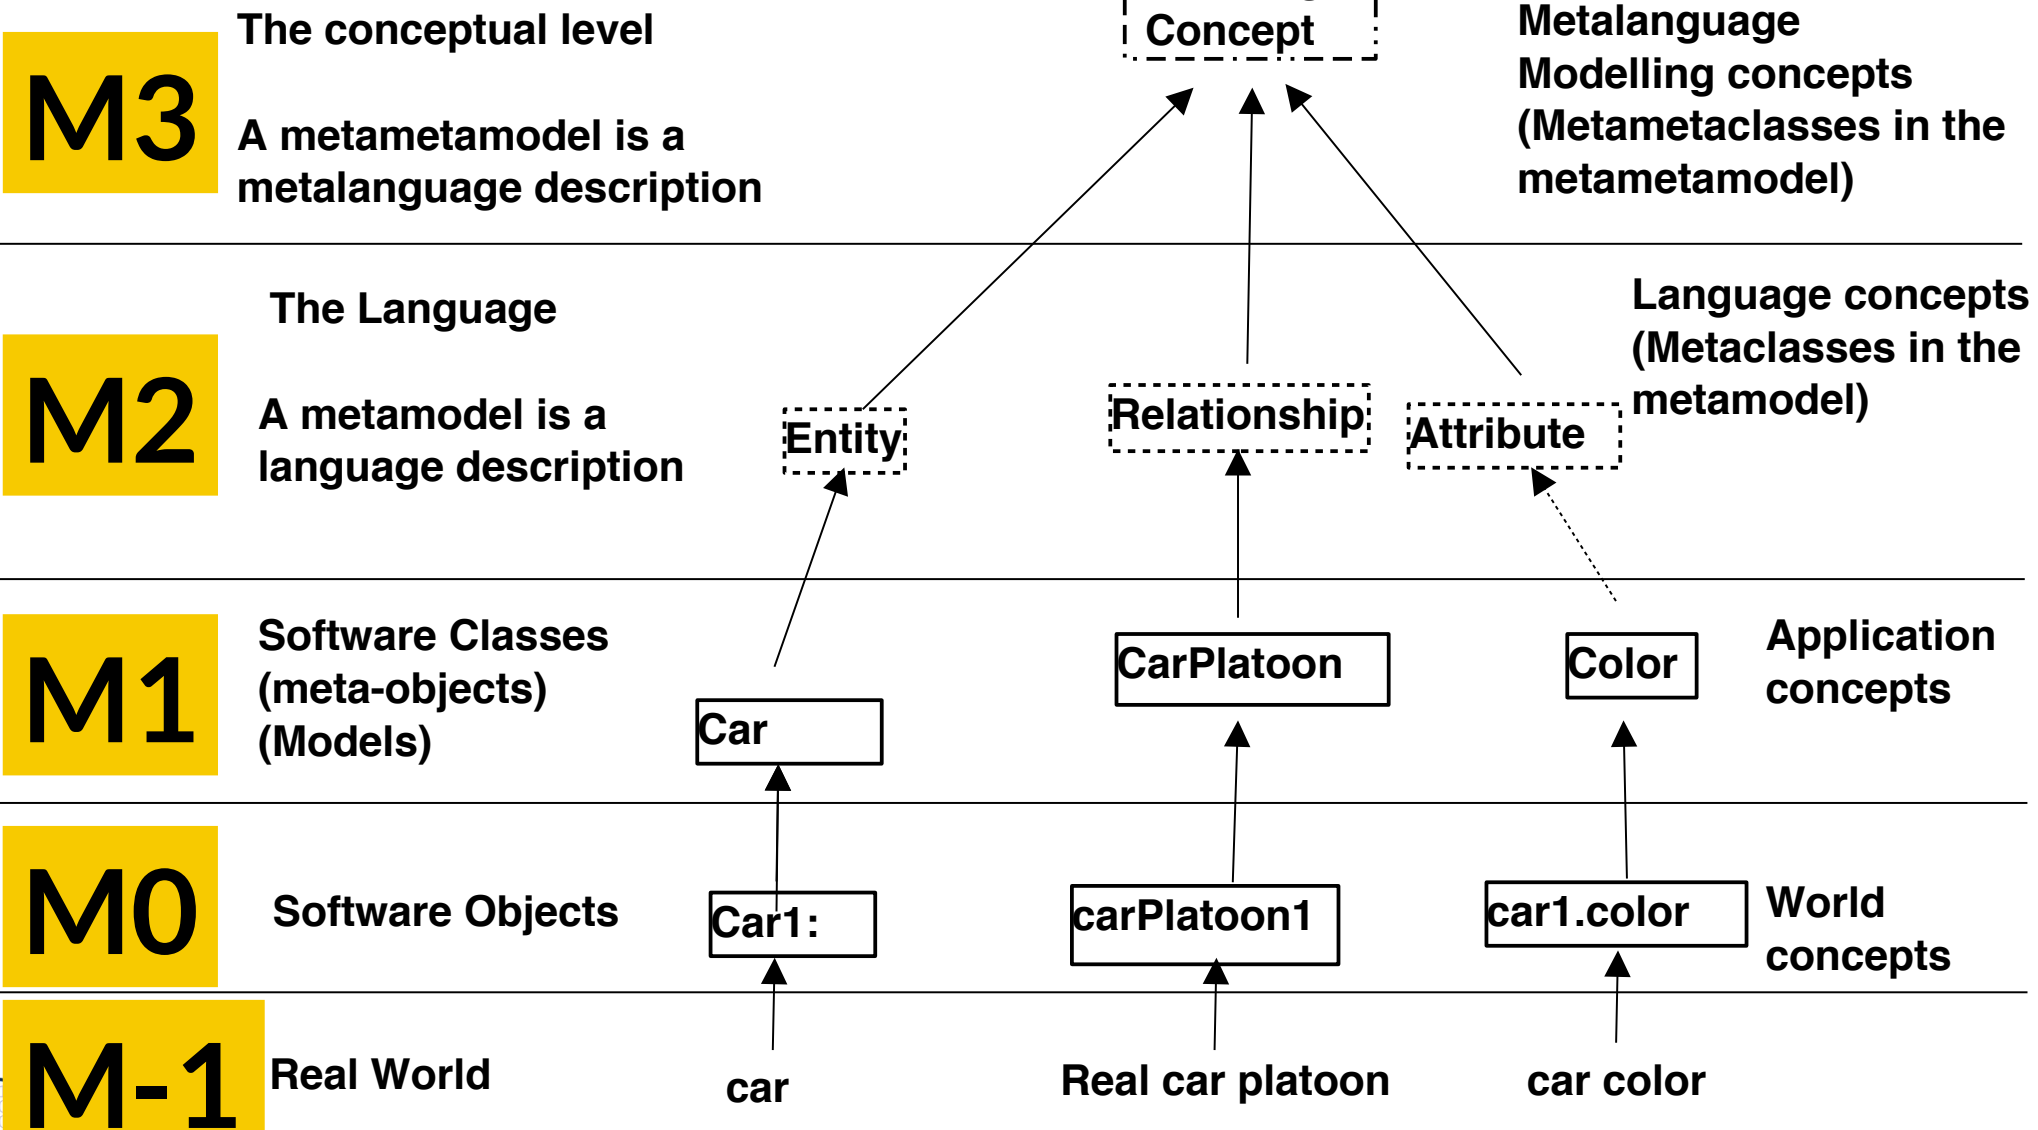 M3
The conceptual level
A metametamodel is a
metalanguage description
Concept
Metalanguage
Modelling concepts
(Metametaclasses in the
metametamodel)
M2
The Language
A metamodel is a
language description
Entity
Relationship
Attribute
Language concepts
(Metaclasses in the
metamodel)
M1
Software Classes
(meta-objects)
(Models)
Car
CarPlatoon
Color
Application
concepts
M0
Software Objects
Car1:
carPlatoon1
car1.color
World
concepts
M-1
Real World
car
Real car platoon
car color